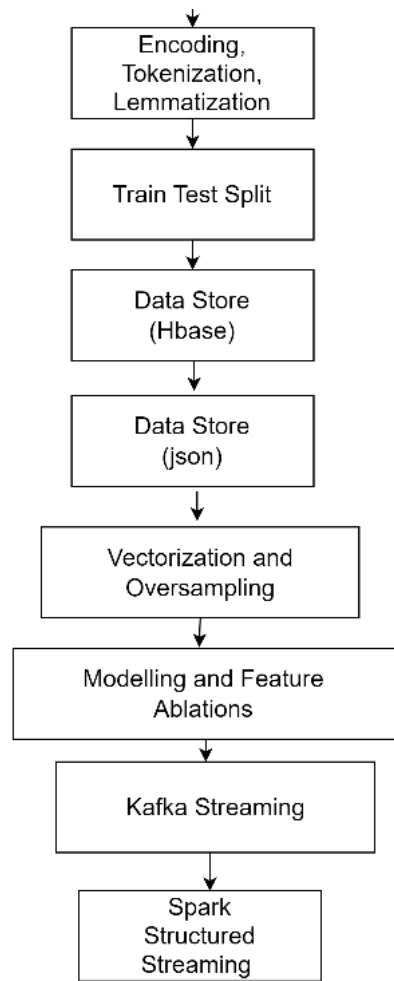 Encoding,
Tokenization,
Lemmatization
Train Test Split
Data Store
(Hbase)
Data Store
(json)
Vectorization and
Oversampling
Modelling and Feature
Ablations
Kafka Streaming
Spark
Structured
Streaming